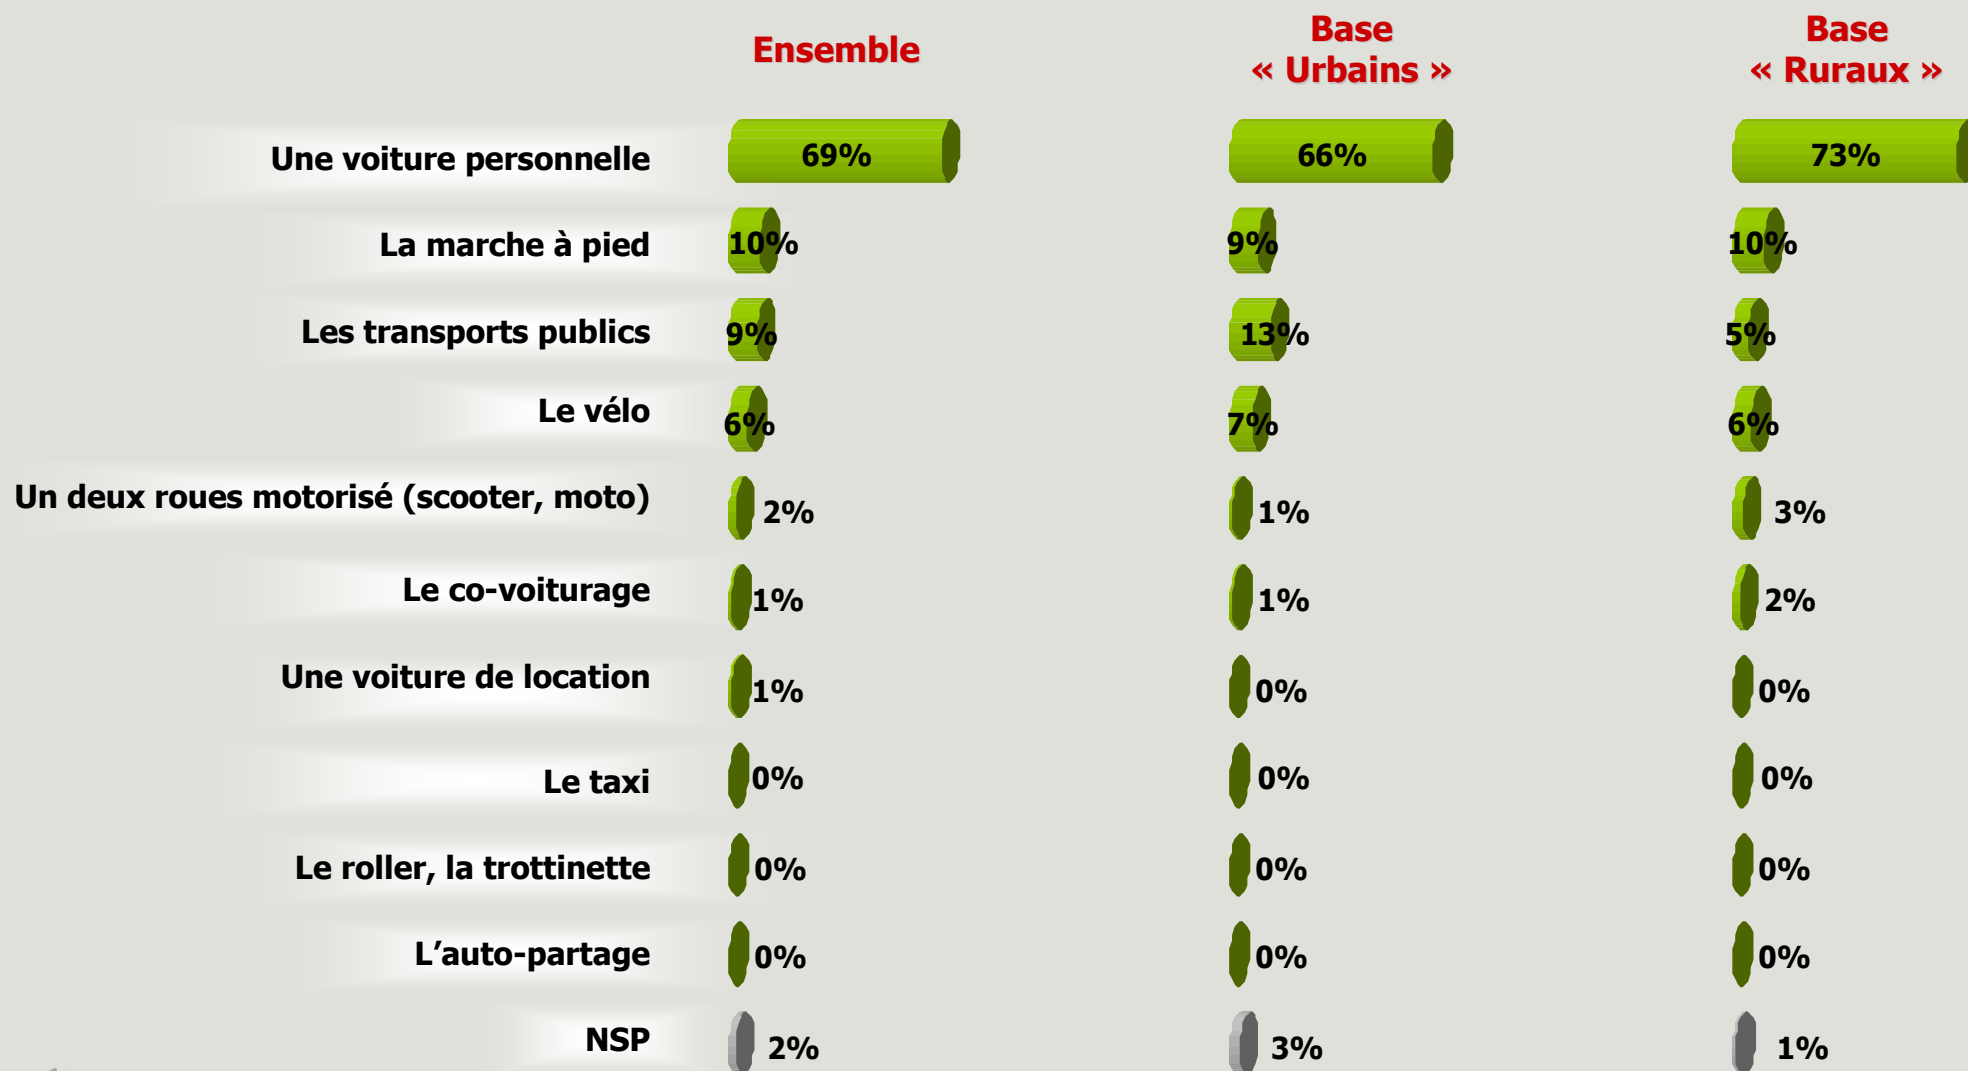 Ensemble
Base
« Urbains »
Base
« Ruraux »
Une voiture personnelle 69% 66% 73%
La marche à pied 10% 9% 10%
Les transports publics 9% 13% 5%
Le vélo 6% 7% 6%
Un deux roues motorisé (scooter, moto) 2% 1% 3%
Le co-voiturage 1% 1% 2%
Une voiture de location 1% 0% 0%
Le taxi 0% 0% 0%
Le roller, la trottinette 0% 0% 0%
L’auto-partage 0% 0% 0%
NSP 2% 3% 1%